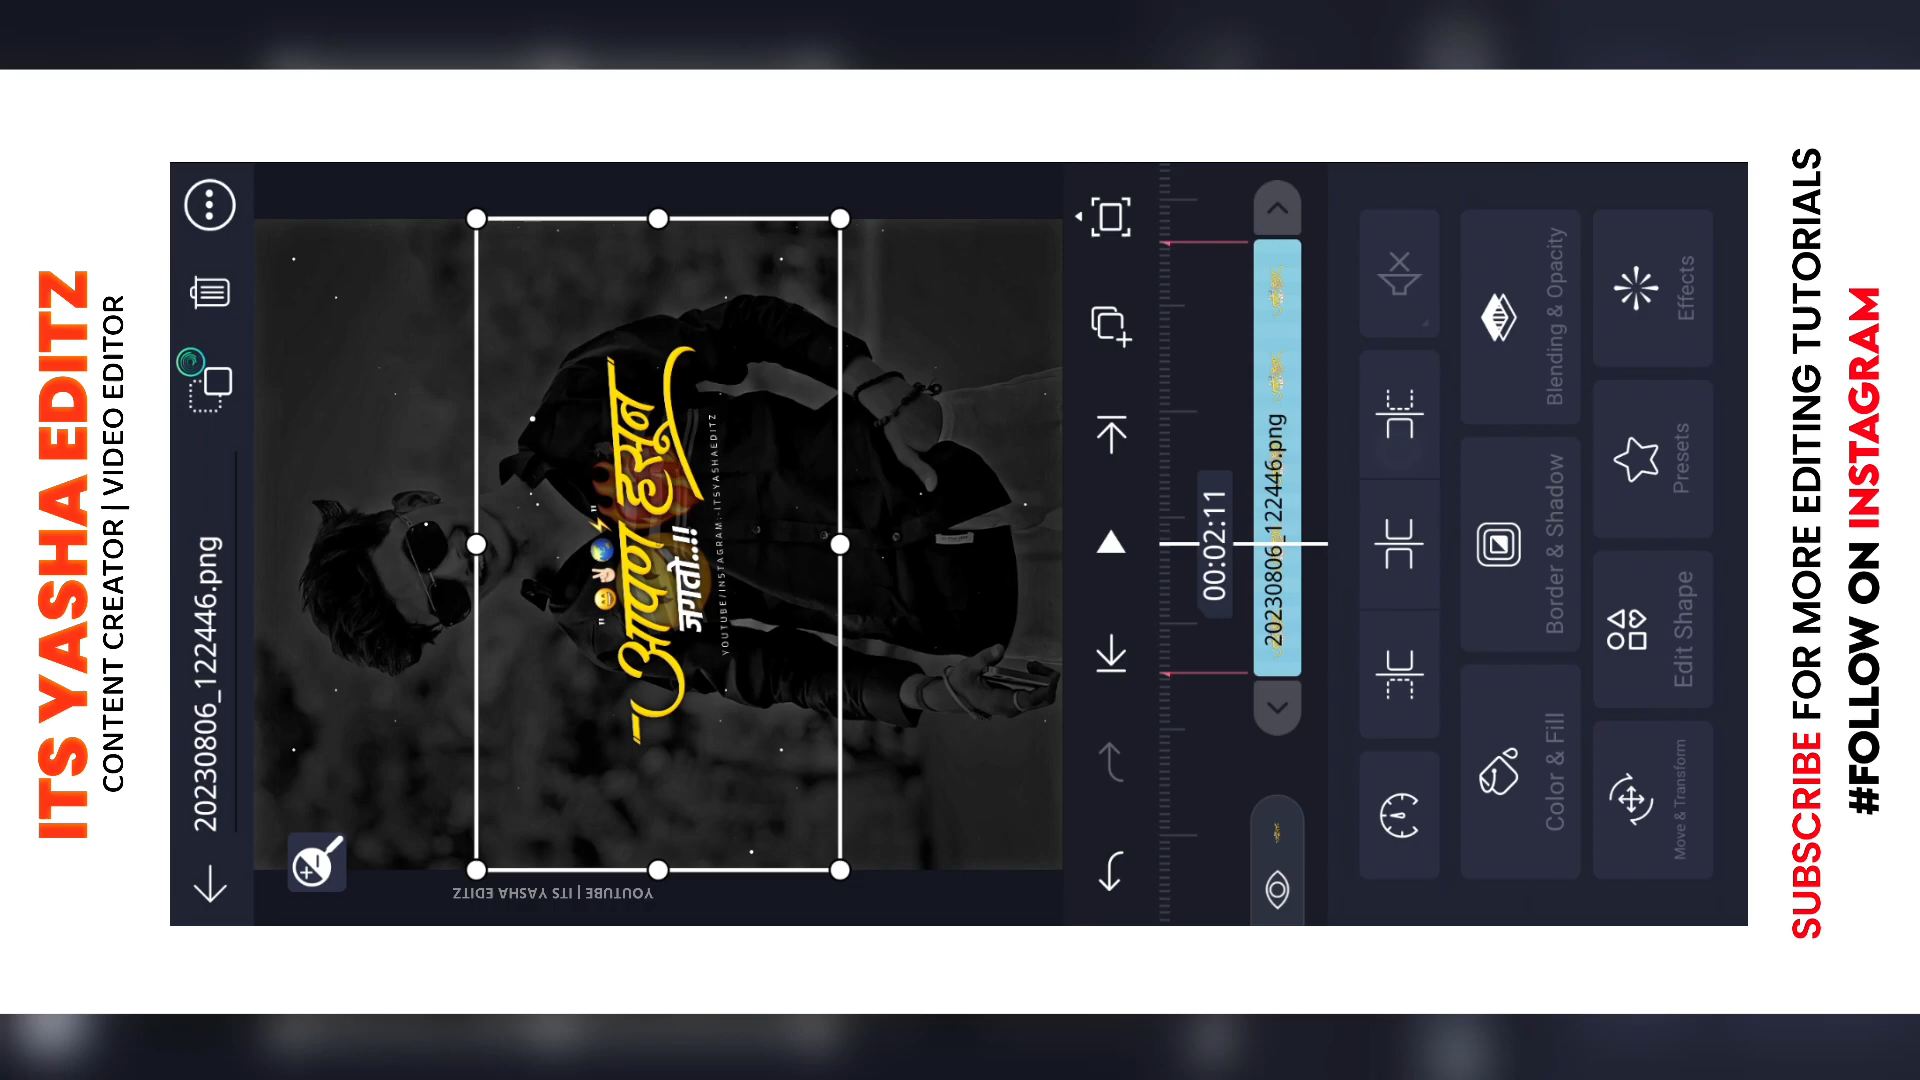 ITS YASHA EDITZ
CONTENT CREATOR | VIDEO EDITOR
20230806_122446.png
" 😄✌🏻🌍⚡ "
"आपण हसून
जगतो..!!
YOUTUBE/INSTAGRAM:-ITSYASHAEDITZ
YOUTUBE | ITS YASHA EDITZ
00:02:11
20230806_122446.png
Color & Fill
Border & Shadow
Blending & Opacity
Move & Transform
Edit Shape
Presets
Effects
SUBSCRIBE FOR MORE EDITING TUTORIALS
#FOLLOW ON INSTAGRAM